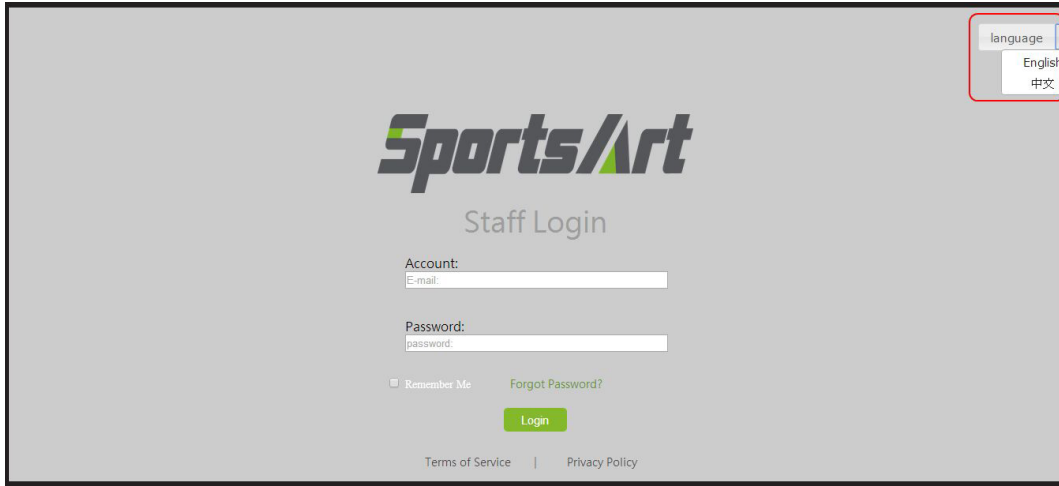 language
English
中文
SportsArt
Staff Login
Account:
E-mail:
Password:
password:
Remember Me Forgot Password?
Login
Terms of Service | Privacy Policy